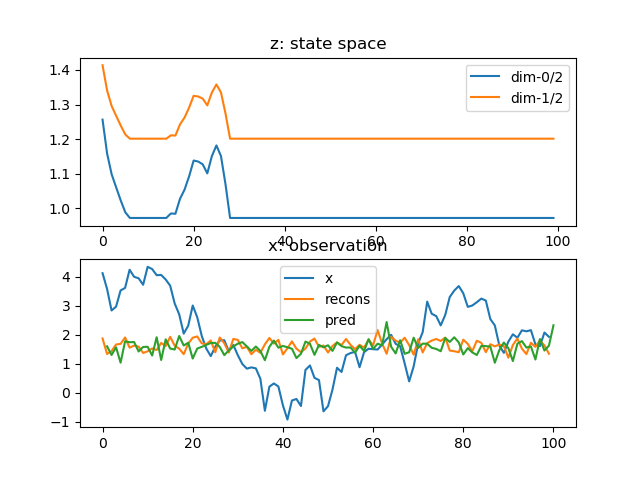 z: state space
1.4
1.3
1.2
1.1
1.0
dim-0/2
dim-1/2
0 20 40 60 80 100
x: observation
4
3
2
1
0
−1
x
recons
pred
0 20 40 60 80 100